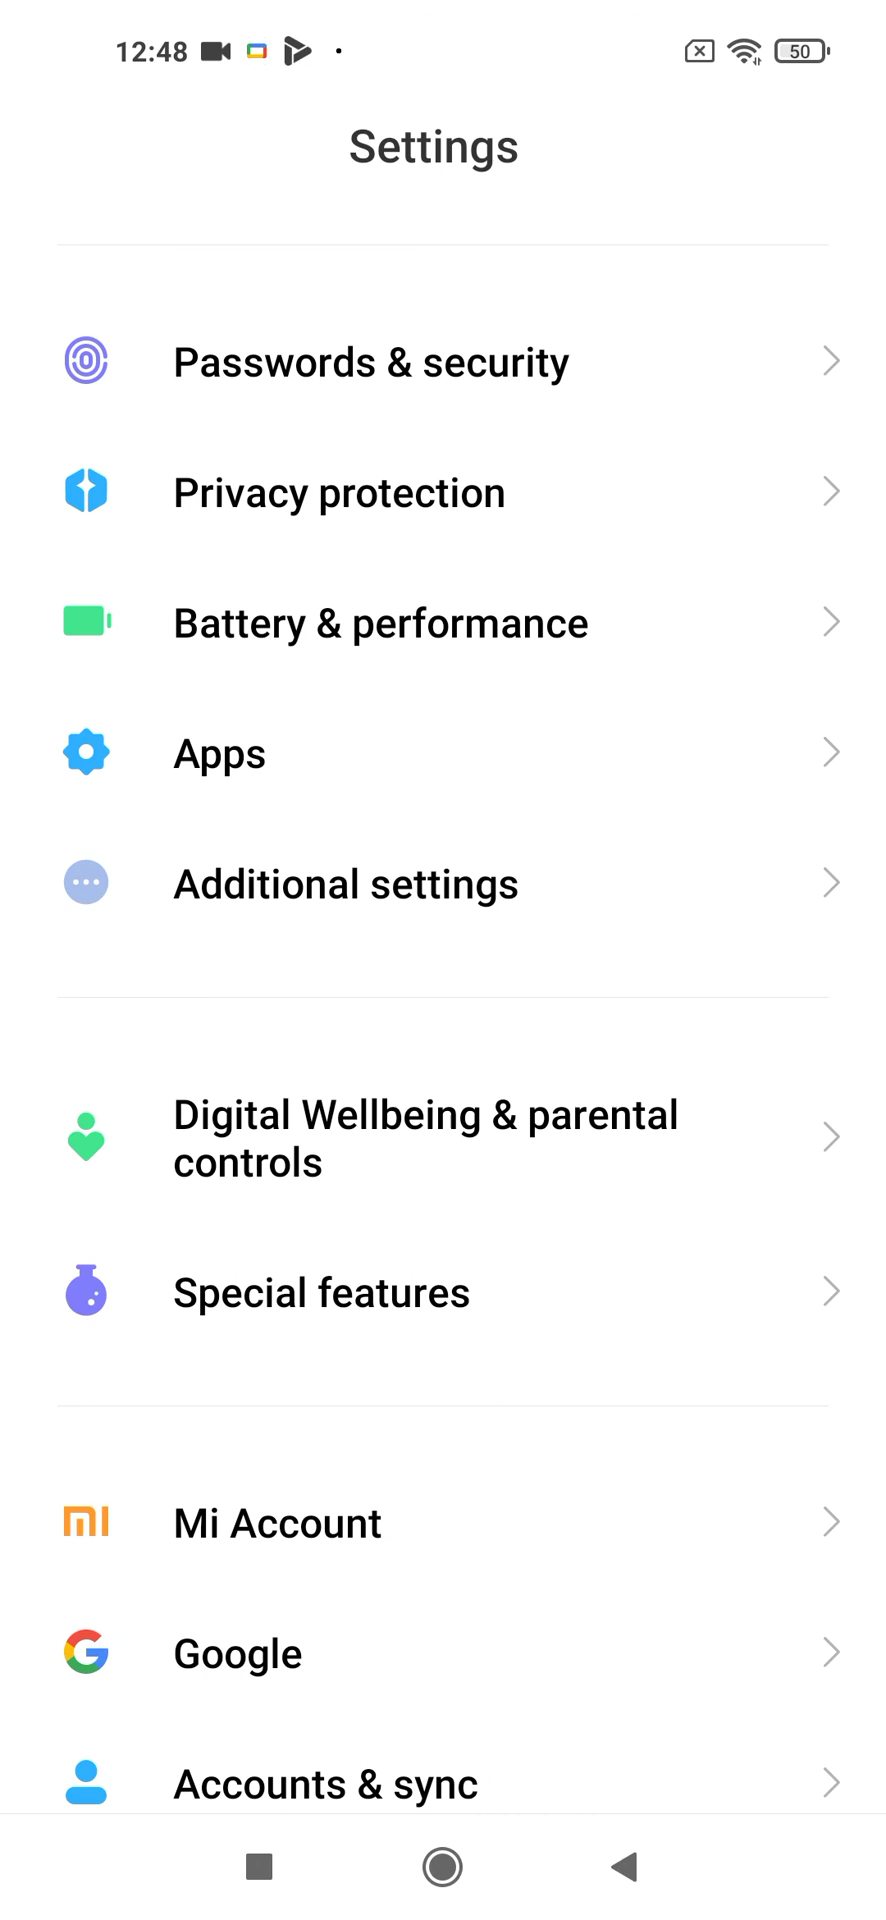 12:48
50
Settings
Passwords & security
Privacy protection
Battery & performance
Apps
Additional settings
Digital Wellbeing & parental
controls
Special features
Mi Account
Google
Accounts & sync